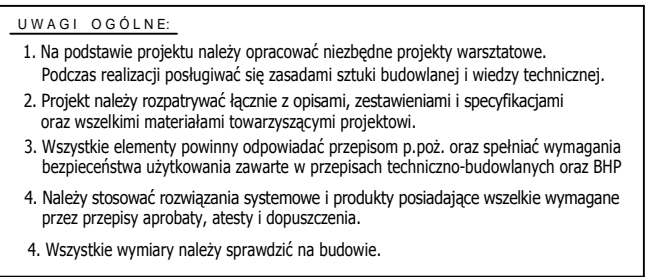 UWAGI OGÓLNE:
1. Na podstawie projektu należy opracować niezbędne projekty warsztatowe.
Podczas realizacji posługiwać się zasadami sztuki budowlanej i wiedzy technicznej.
2. Projekt należy rozpatrywać łącznie z opisami, zestawieniami i specyfikacjami
oraz wszelkimi materiałami towarzyszącymi projektowi.
3. Wszystkie elementy powinny odpowiadać przepisom p.poż. oraz spełniać wymagania
bezpieceństwa użytkowania zawarte w przepisach techniczno-budowlanych oraz BHP
4. Należy stosować rozwiązania systemowe i produkty posiadające wszelkie wymagane
przez przepisy aprobaty, atesty i dopuszczenia.
4. Wszystkie wymiary należy sprawdzić na budowie.